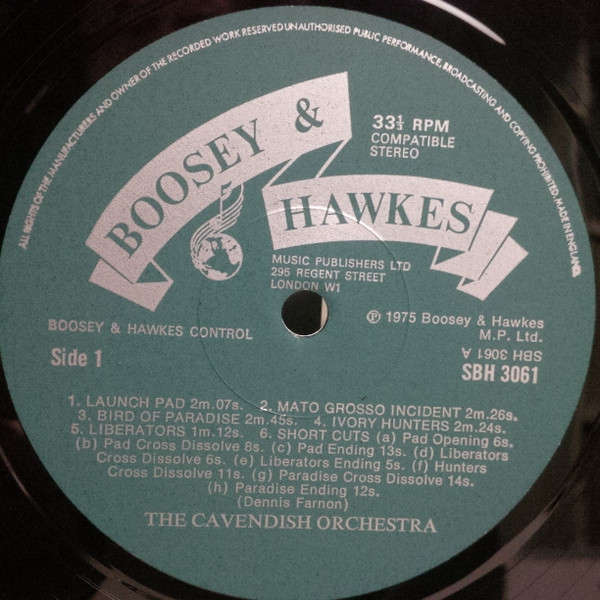 ALL RIGHTS OF THE MANUFACTURERS AND OWNER OF THE RECORDED WORK RESERVED UNAUTHORISED PUBLIC PERFORMANCE, BROADCASTING AND COPYING PROHIBITED. MADE IN ENGLAND.
BOOSEY &
HAWKES
33⅓ RPM
COMPATIBLE
STEREO
MUSIC PUBLISHERS LTD
295 REGENT STREET
LONDON W1
BOOSEY & HAWKES CONTROL
Ⓟ 1975 Boosey & Hawkes
M.P. Ltd.
SBH 3061 A
Side 1
SBH 3061
1. LAUNCH PAD 2m.07s. 2. MATO GROSSO INCIDENT 2m.26s.
3. BIRD OF PARADISE 2m.45s. 4. IVORY HUNTERS 2m.24s.
5. LIBERATORS 1m.12s. 6. SHORT CUTS (a) Pad Opening 6s.
(b) Pad Cross Dissolve 8s. (c) Pad Ending 13s. (d) Liberators
Cross Dissolve 6s. (e) Liberators Ending 5s. (f) Hunters
Cross Dissolve 11s. (g) Paradise Cross Dissolve 14s.
(h) Paradise Ending 12s.
(Dennis Farnon)
THE CAVENDISH ORCHESTRA